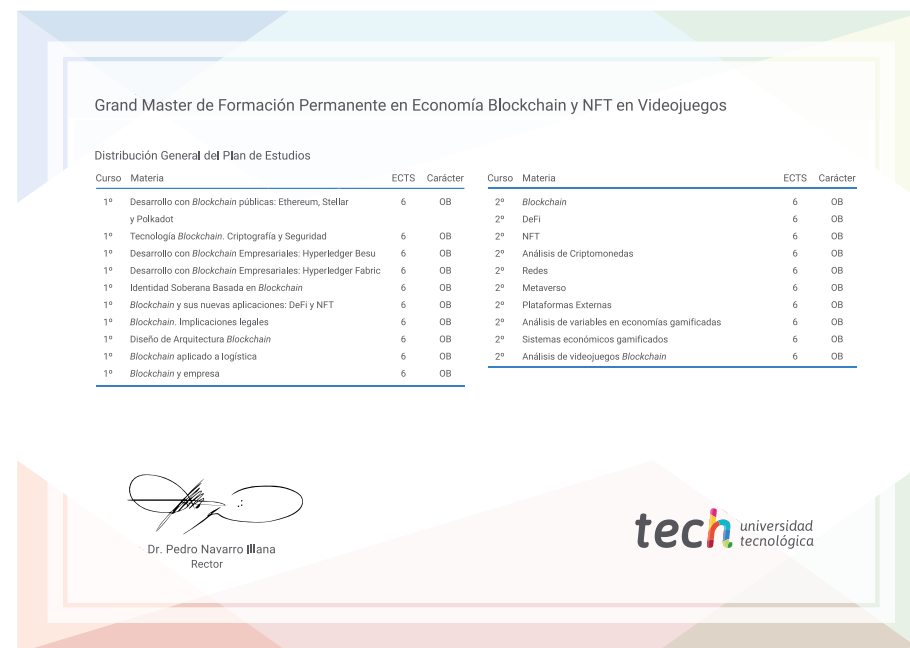 Grand Master de Formación Permanente en Economía Blockchain y NFT en Videojuegos
Distribución General del Plan de Estudios
Curso Materia ECTS Carácter
1º Desarrollo con Blockchain públicas: Ethereum, Stellar 6 OB
y Polkadot
1º Tecnología Blockchain. Criptografía y Seguridad 6 OB
1º Desarrollo con Blockchain Empresariales: Hyperledger Besu 6 OB
1º Desarrollo con Blockchain Empresariales: Hyperledger Fabric 6 OB
1º Identidad Soberana Basada en Blockchain 6 OB
1º Blockchain y sus nuevas aplicaciones: DeFi y NFT 6 OB
1º Blockchain. Implicaciones legales 6 OB
1º Diseño de Arquitectura Blockchain 6 OB
1º Blockchain aplicado a logística 6 OB
1º Blockchain y empresa 6 OB
Curso Materia ECTS Carácter
2º Blockchain 6 OB
2º DeFi 6 OB
2º NFT 6 OB
2º Análisis de Criptomonedas 6 OB
2º Redes 6 OB
2º Metaverso 6 OB
2º Plataformas Externas 6 OB
2º Análisis de variables en economías gamificadas 6 OB
2º Sistemas económicos gamificados 6 OB
2º Análisis de videojuegos Blockchain 6 OB
Dr. Pedro Navarro Illana
Rector
tech universidad
tecnológica